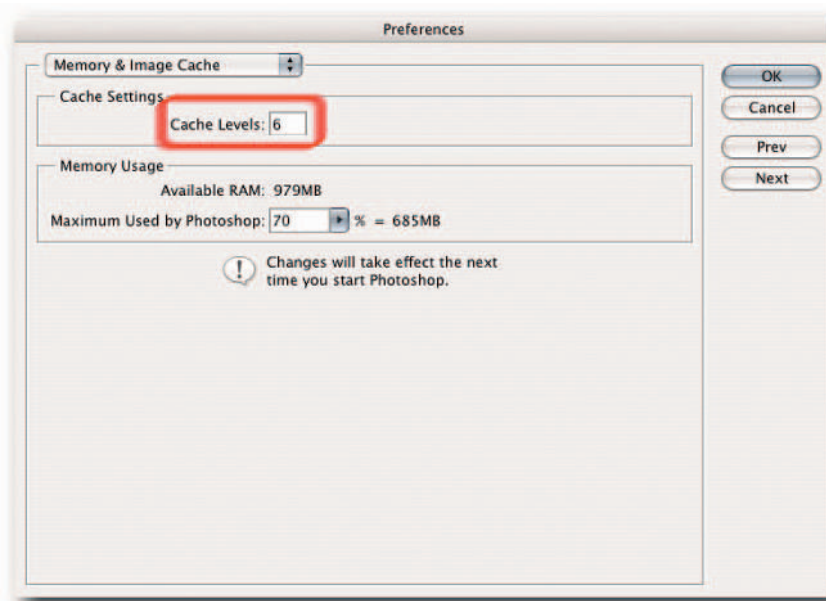 Preferences
Memory & Image Cache
Cache Settings
Cache Levels: 6
Memory Usage
Available RAM: 979MB
Maximum Used by Photoshop: 70 % = 685MB
Changes will take effect the next
time you start Photoshop.
OK
Cancel
Prev
Next